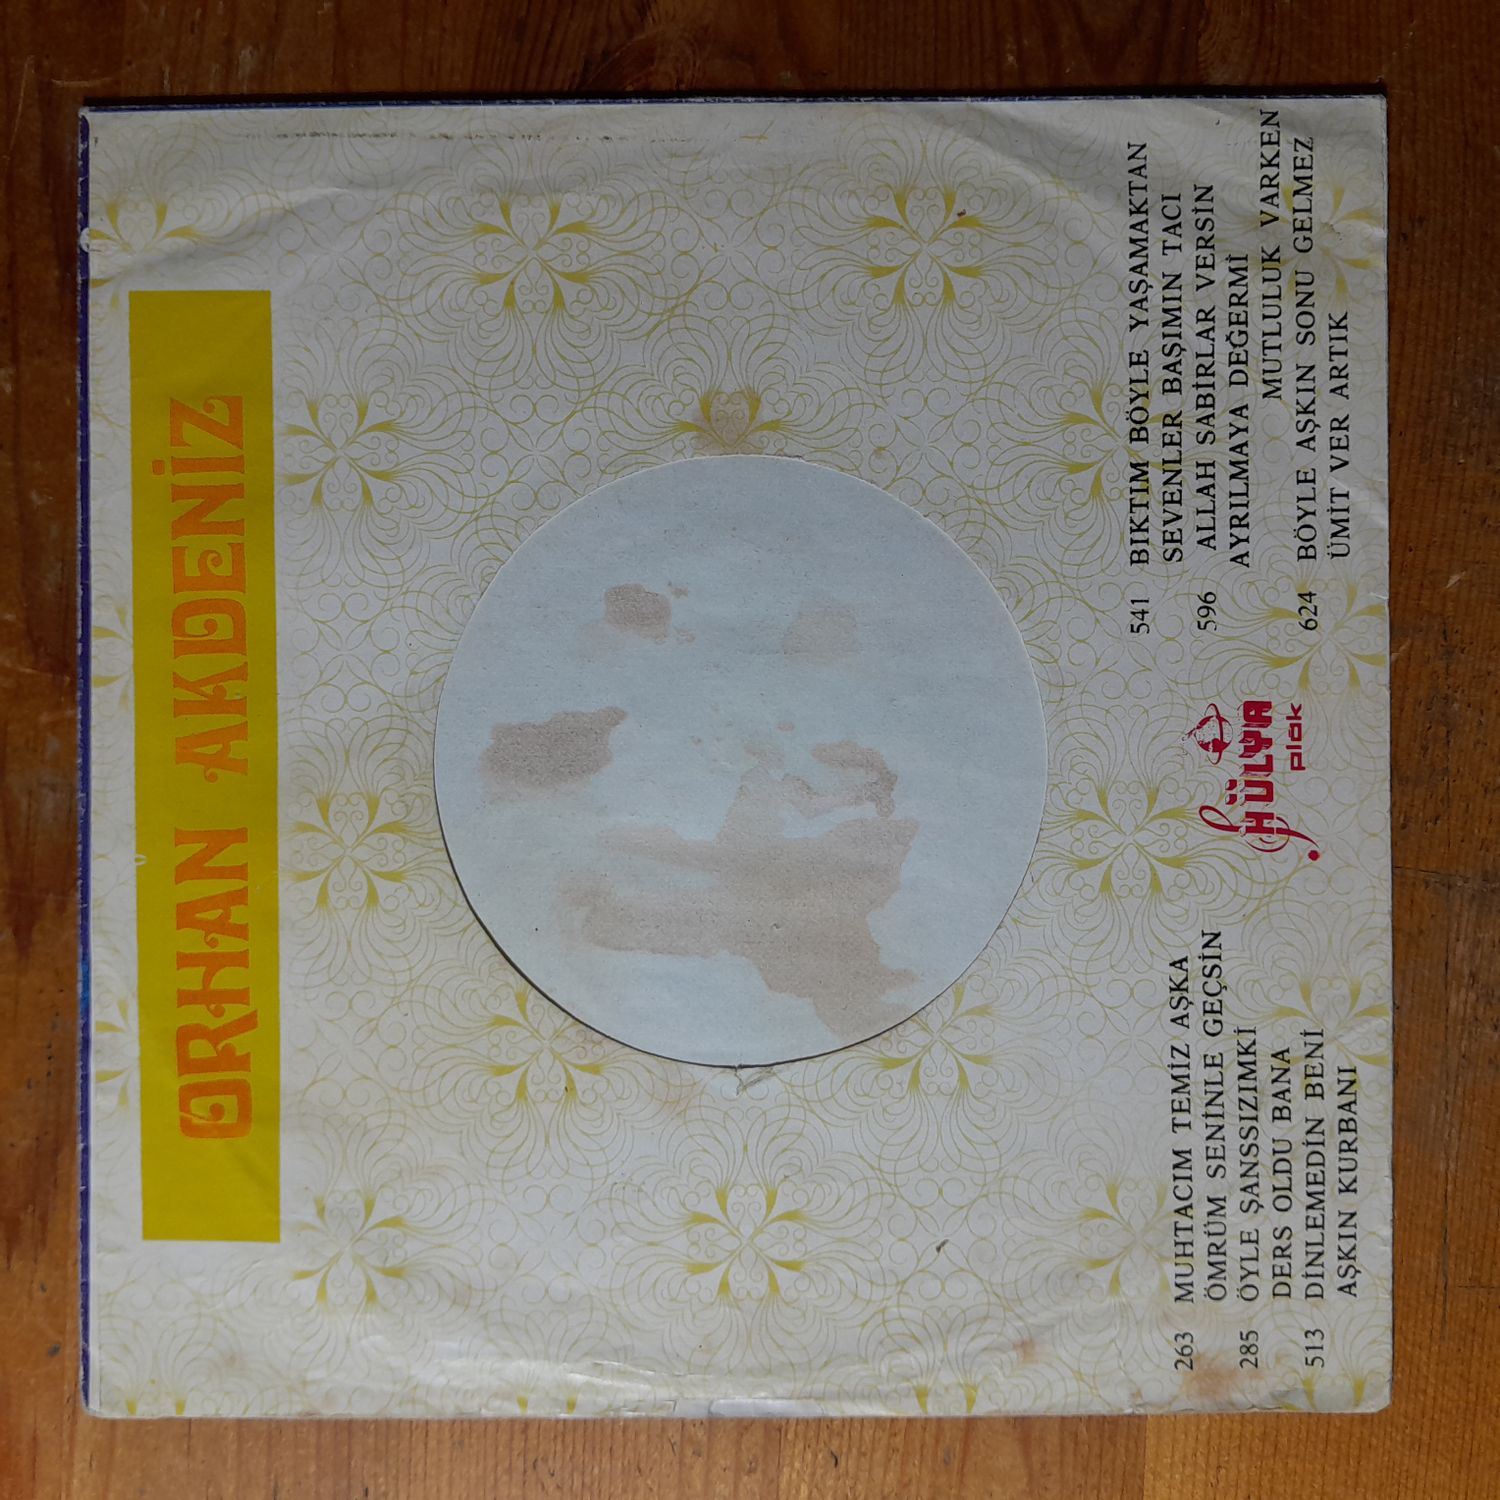 ORHAN AKDENİZ
263 MUHTACIM TEMİZ AŞKA
ÖMRÜM SENİNLE GEÇSİN
285 ÖYLE ŞANSSIZIMKİ
DERS OLDU BANA
513 DİNLEMEDİN BENİ
AŞKIN KURBANI
HÜLYA
plak
541 BIKTIM BÖYLE YAŞAMAKTAN
SEVENLER BAŞIMIN TACI
596 ALLAH SABIRLAR VERSİN
AYRILMAYA DEĞERMİ
MUTLULUK VARKEN
624 BÖYLE AŞKIN SONU GELMEZ
ÜMİT VER ARTIK